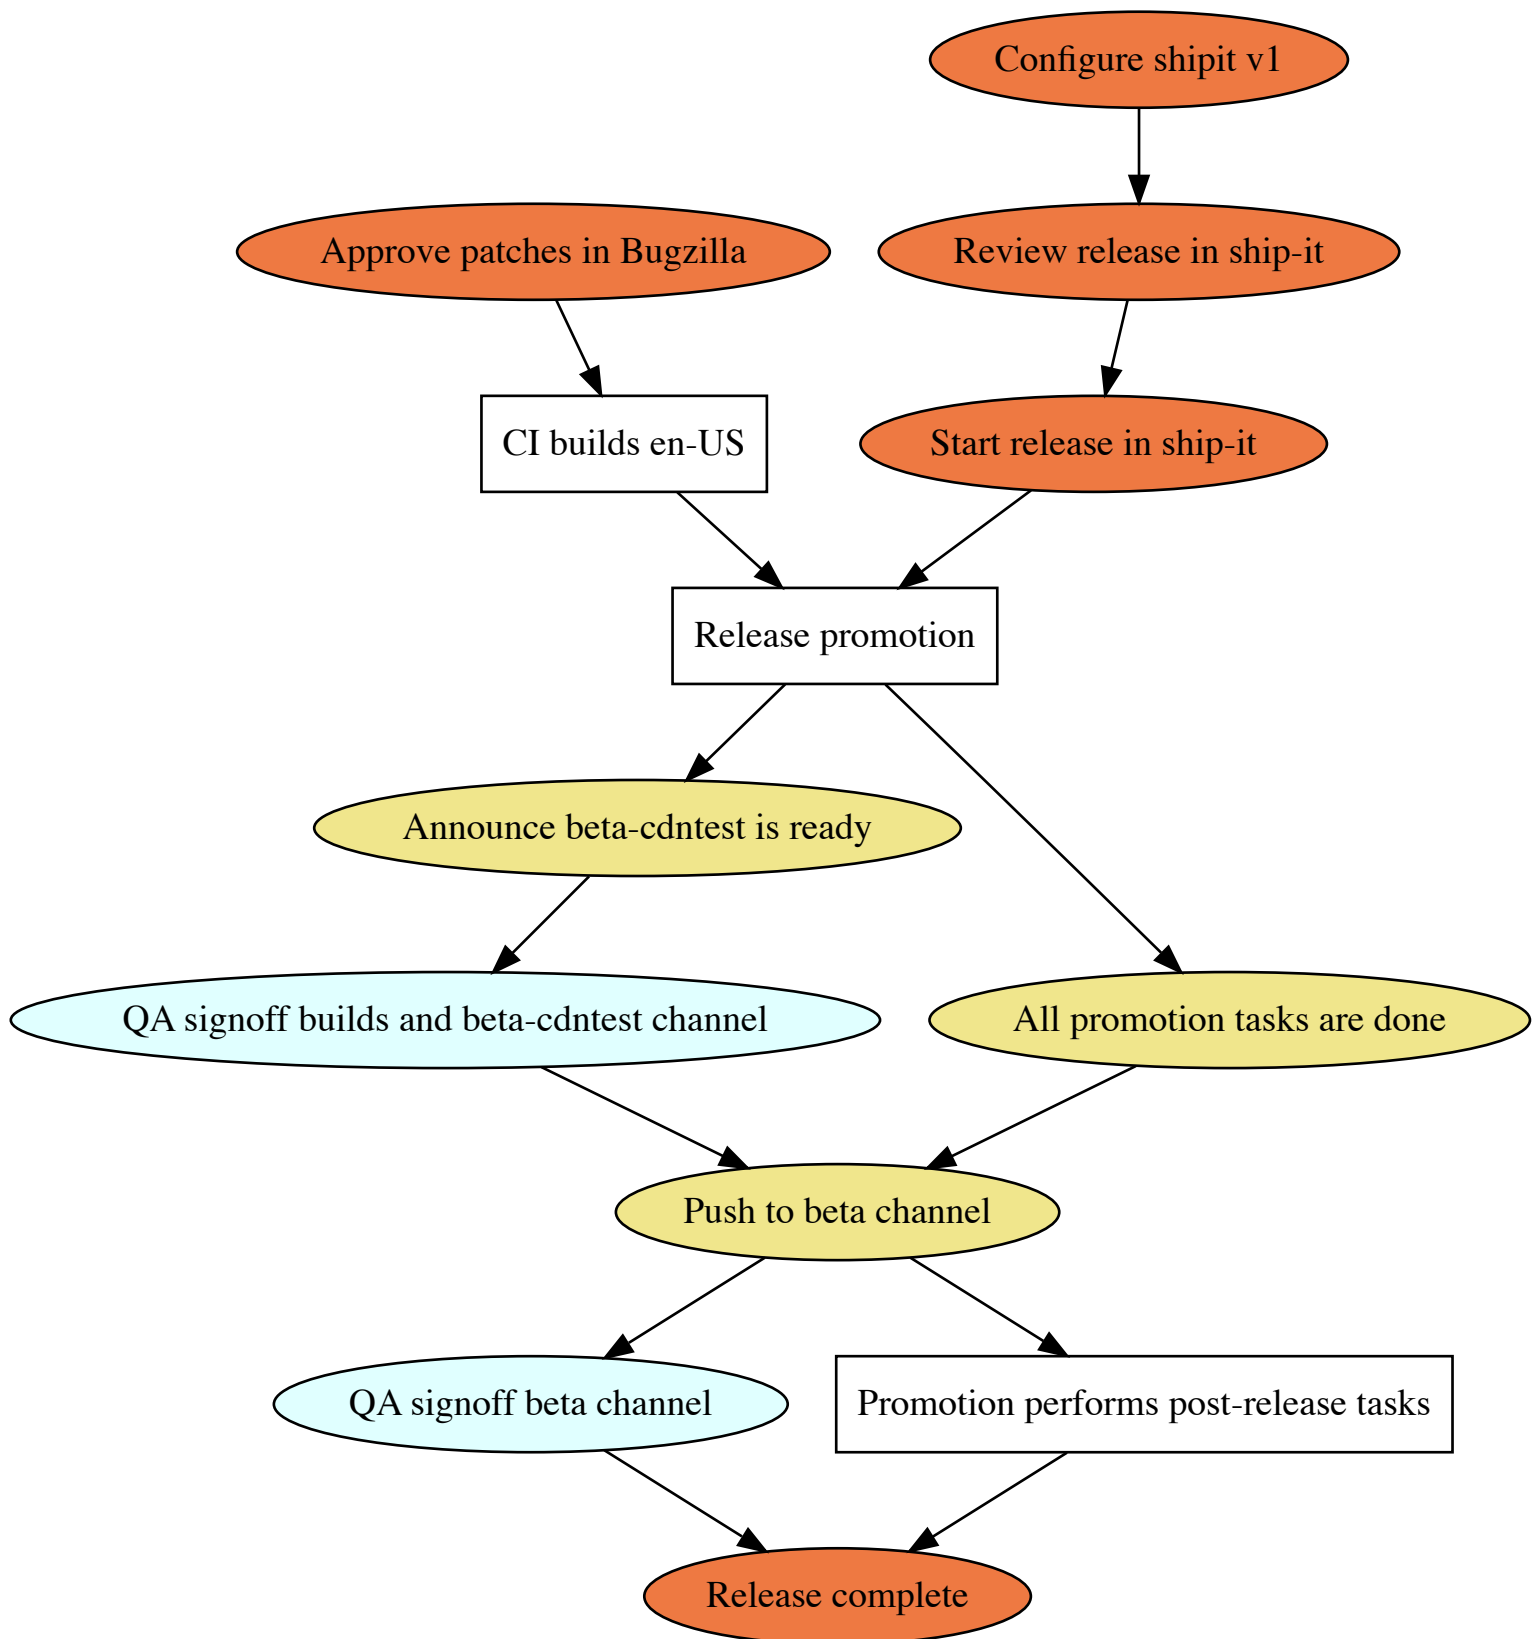 Configure shipit v1
Approve patches in Bugzilla
Review release in ship-it
CI builds en-US
Start release in ship-it
Release promotion
Announce beta-cdntest is ready
QA signoff builds and beta-cdntest channel
All promotion tasks are done
Push to beta channel
QA signoff beta channel
Promotion performs post-release tasks
Release complete